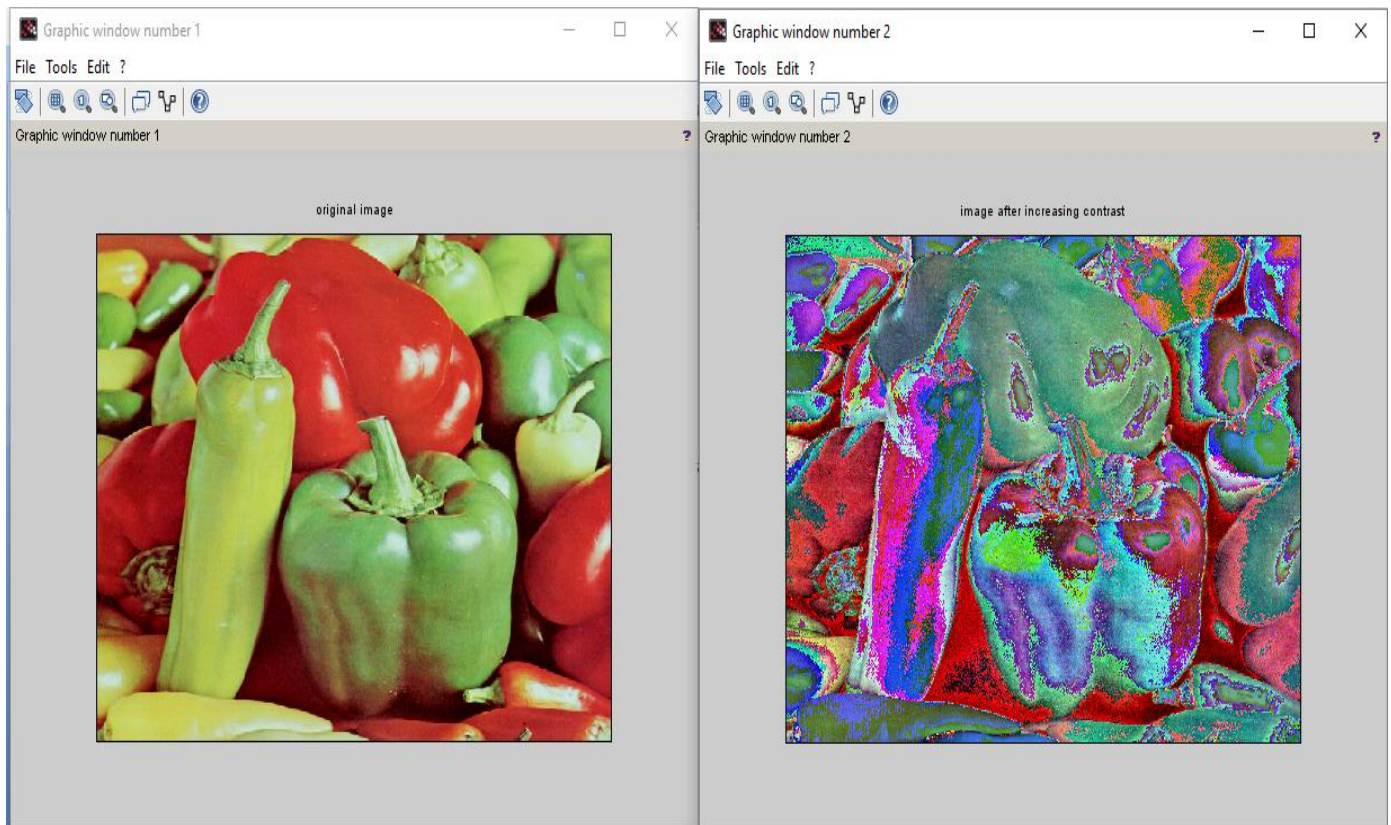 Graphic window number 1
File Tools Edit ?
Graphic window number 1 ?
original image
Graphic window number 2
File Tools Edit ?
Graphic window number 2 ?
image after increasing contrast